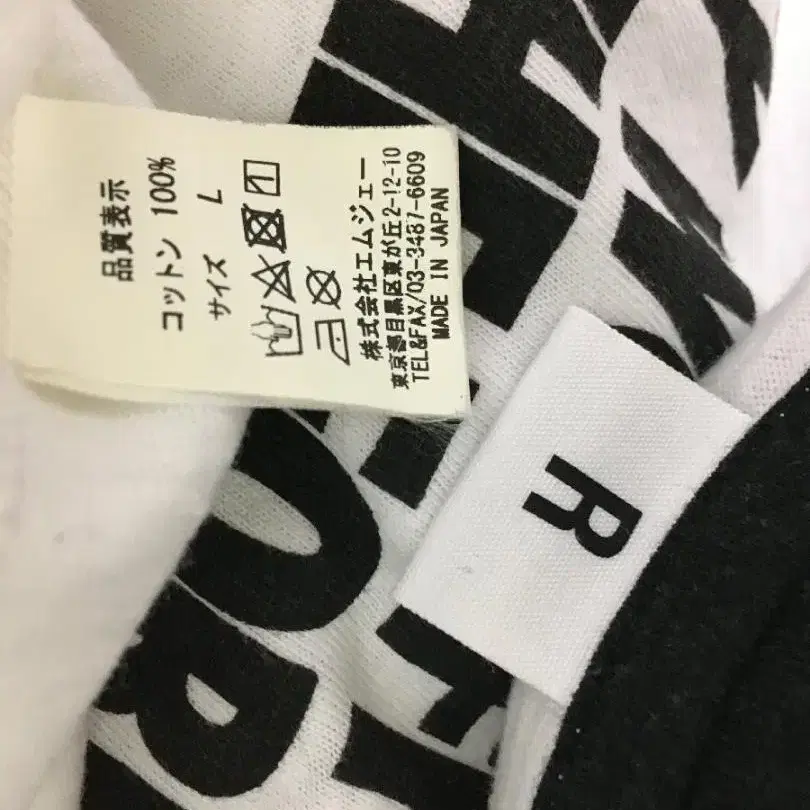 品質表示
コットン 100%
サイズ L
株式会社エムジェー
東京都目黒区東が丘2-12-10
TEL&FAX/03-3487-6609
MADE IN JAPAN
R